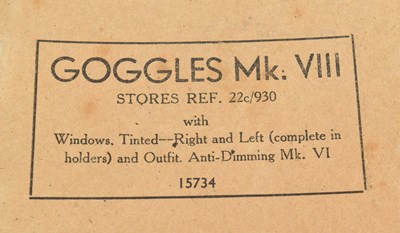 GOGGLES Mk. VIII
STORES REF. 22c/930
with
Windows. Tinted—Right and Left (complete in
holders) and Outfit. Anti-Dimming Mk. VI
15734